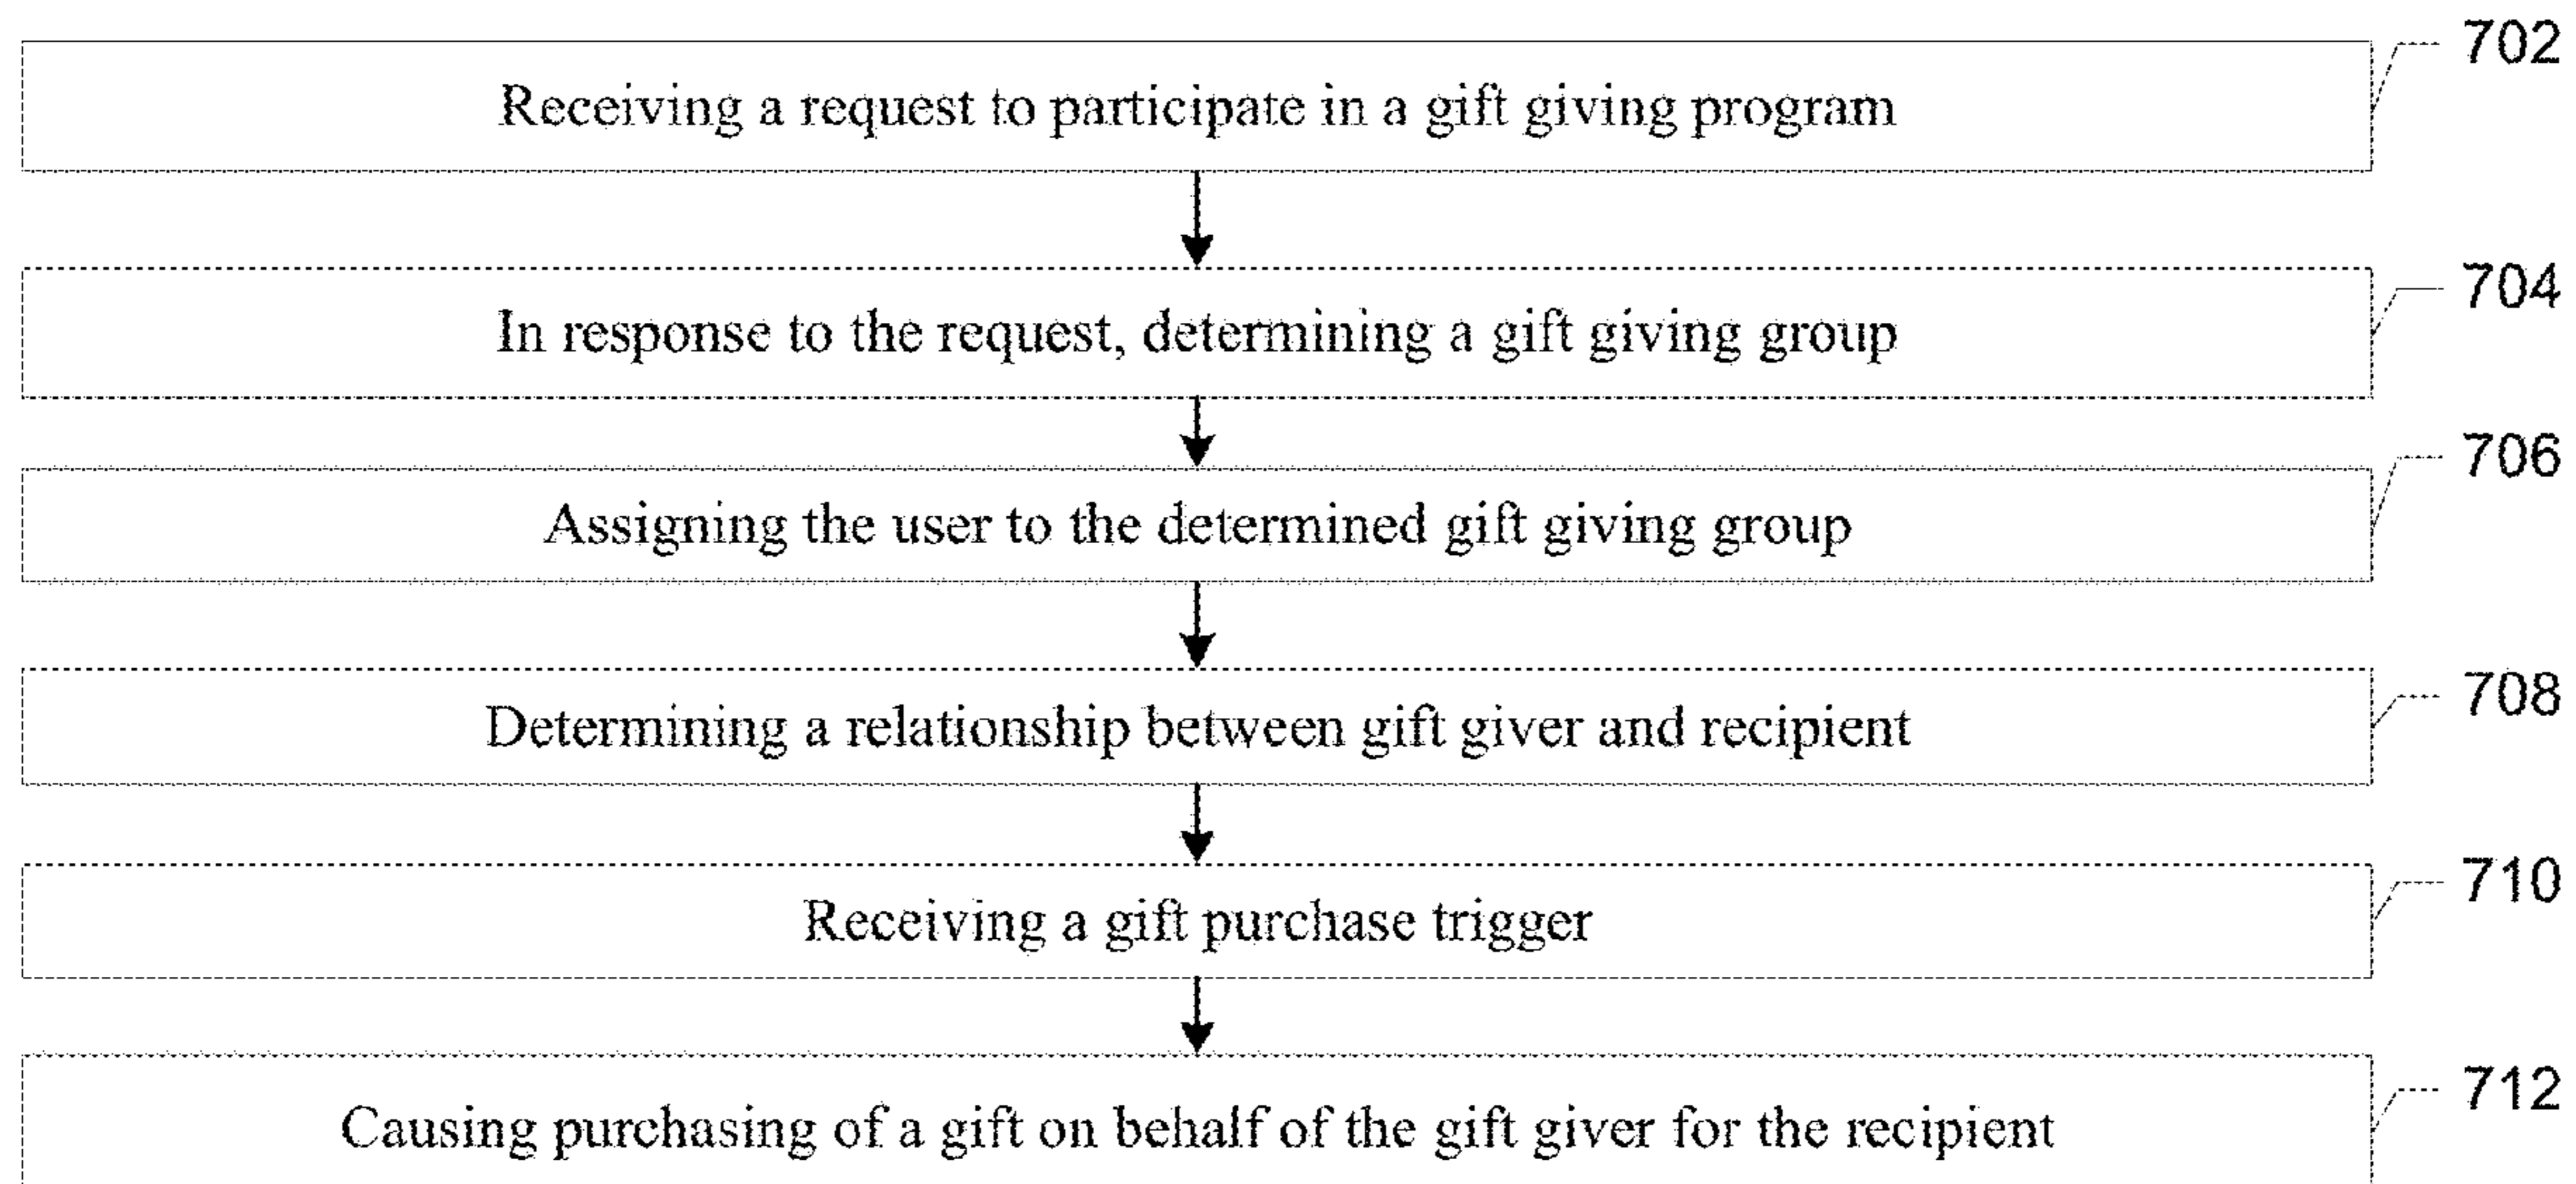 702
Receiving a request to participate in a gift giving program
704
In response to the request, determining a gift giving group
706
Assigning the user to the determined gift giving group
708
Determining a relationship between gift giver and recipient
710
Receiving a gift purchase trigger
712
Causing purchasing of a gift on behalf of the gift giver for the recipient